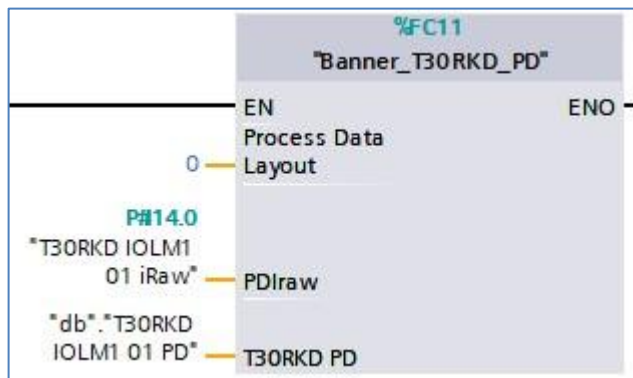 %FC11
"Banner_T30RKD_PD"
EN
ENO
Process Data
0
Layout
P#I14.0
"T30RKD IOLM1
01 iRaw"
PDIraw
"db"."T30RKD
IOLM1 01 PD"
T30RKD PD